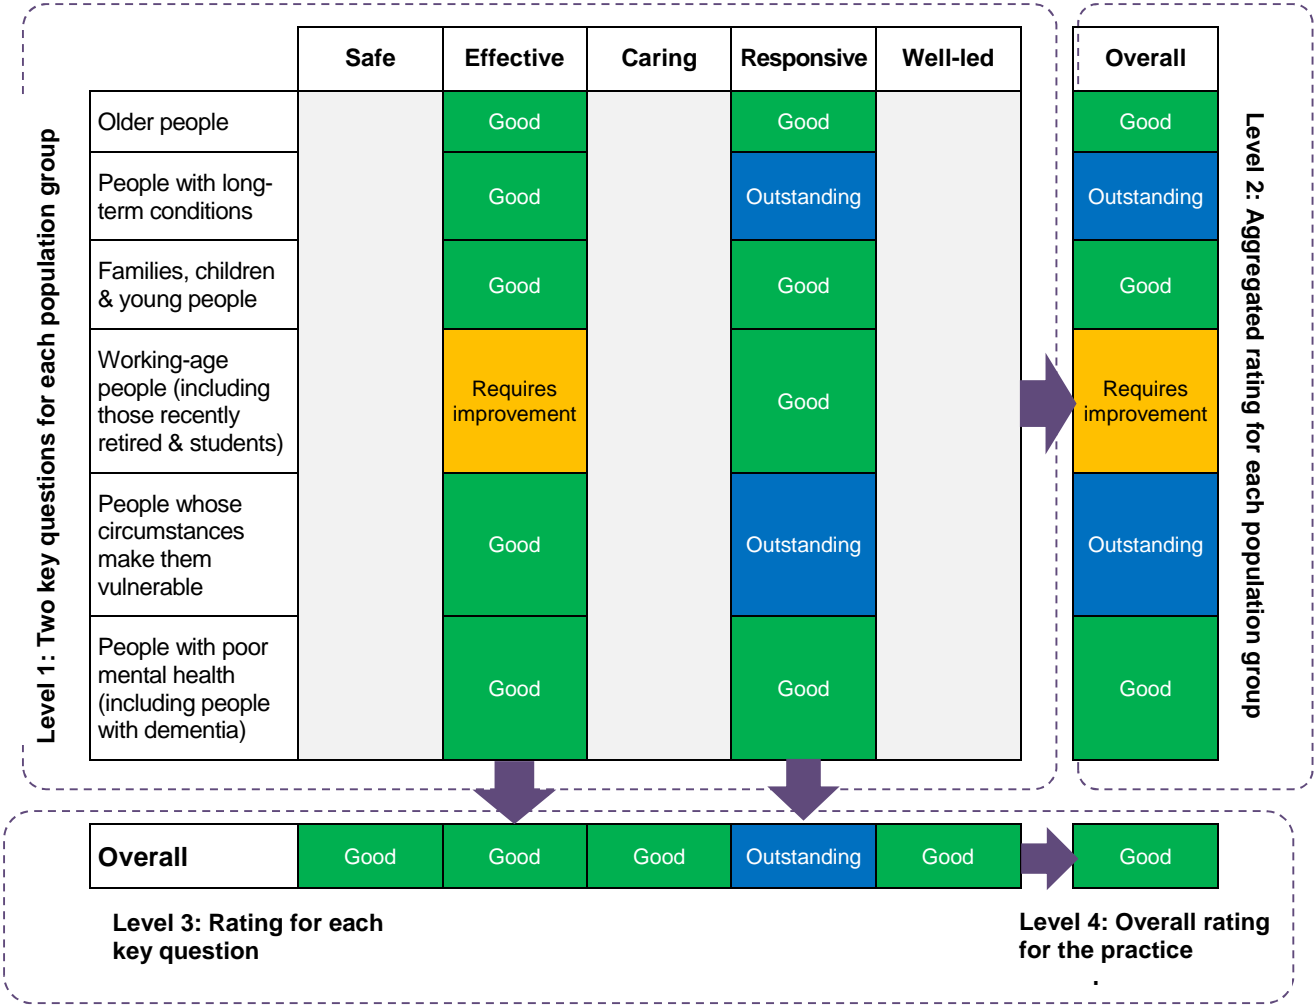 Safe
Effective
Caring
Responsive
Well-led
Overall
Older people
Good
Good
Good
People with long-
term conditions
Good
Outstanding
Outstanding
Families, children
& young people
Good
Good
Good
Working-age
people (including
those recently
retired & students)
Requires
improvement
Good
Requires
improvement
People whose
circumstances
make them
vulnerable
Good
Outstanding
Outstanding
People with poor
mental health
(including people
with dementia)
Good
Good
Good
Level 1: Two key questions for each population group
Level 2: Aggregated rating for each population group
Overall
Good
Good
Good
Outstanding
Good
Good
Level 3: Rating for each
key question
Level 4: Overall rating
for the practice
.